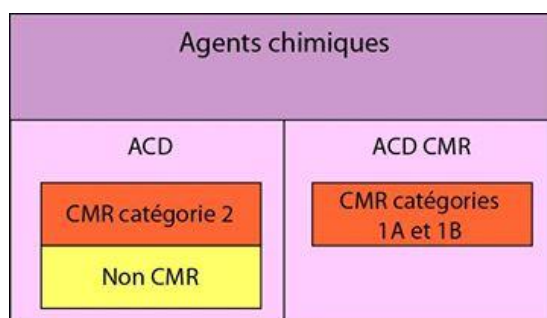 Agents chimiques
ACD
CMR catégorie 2
Non CMR
ACD CMR
CMR catégories
1A et 1B